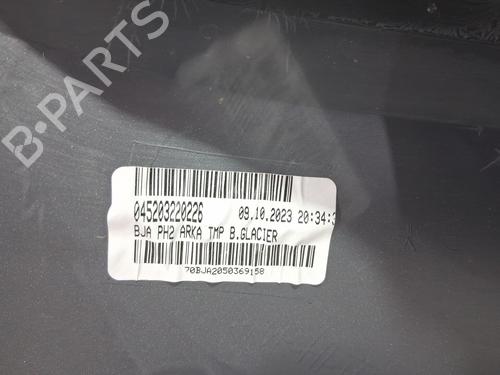 B-PARTS
045203220226 09.10.2023 20:34:3
BJA PH2 ARKA TMP B.GLACIER
70BJA2050369158